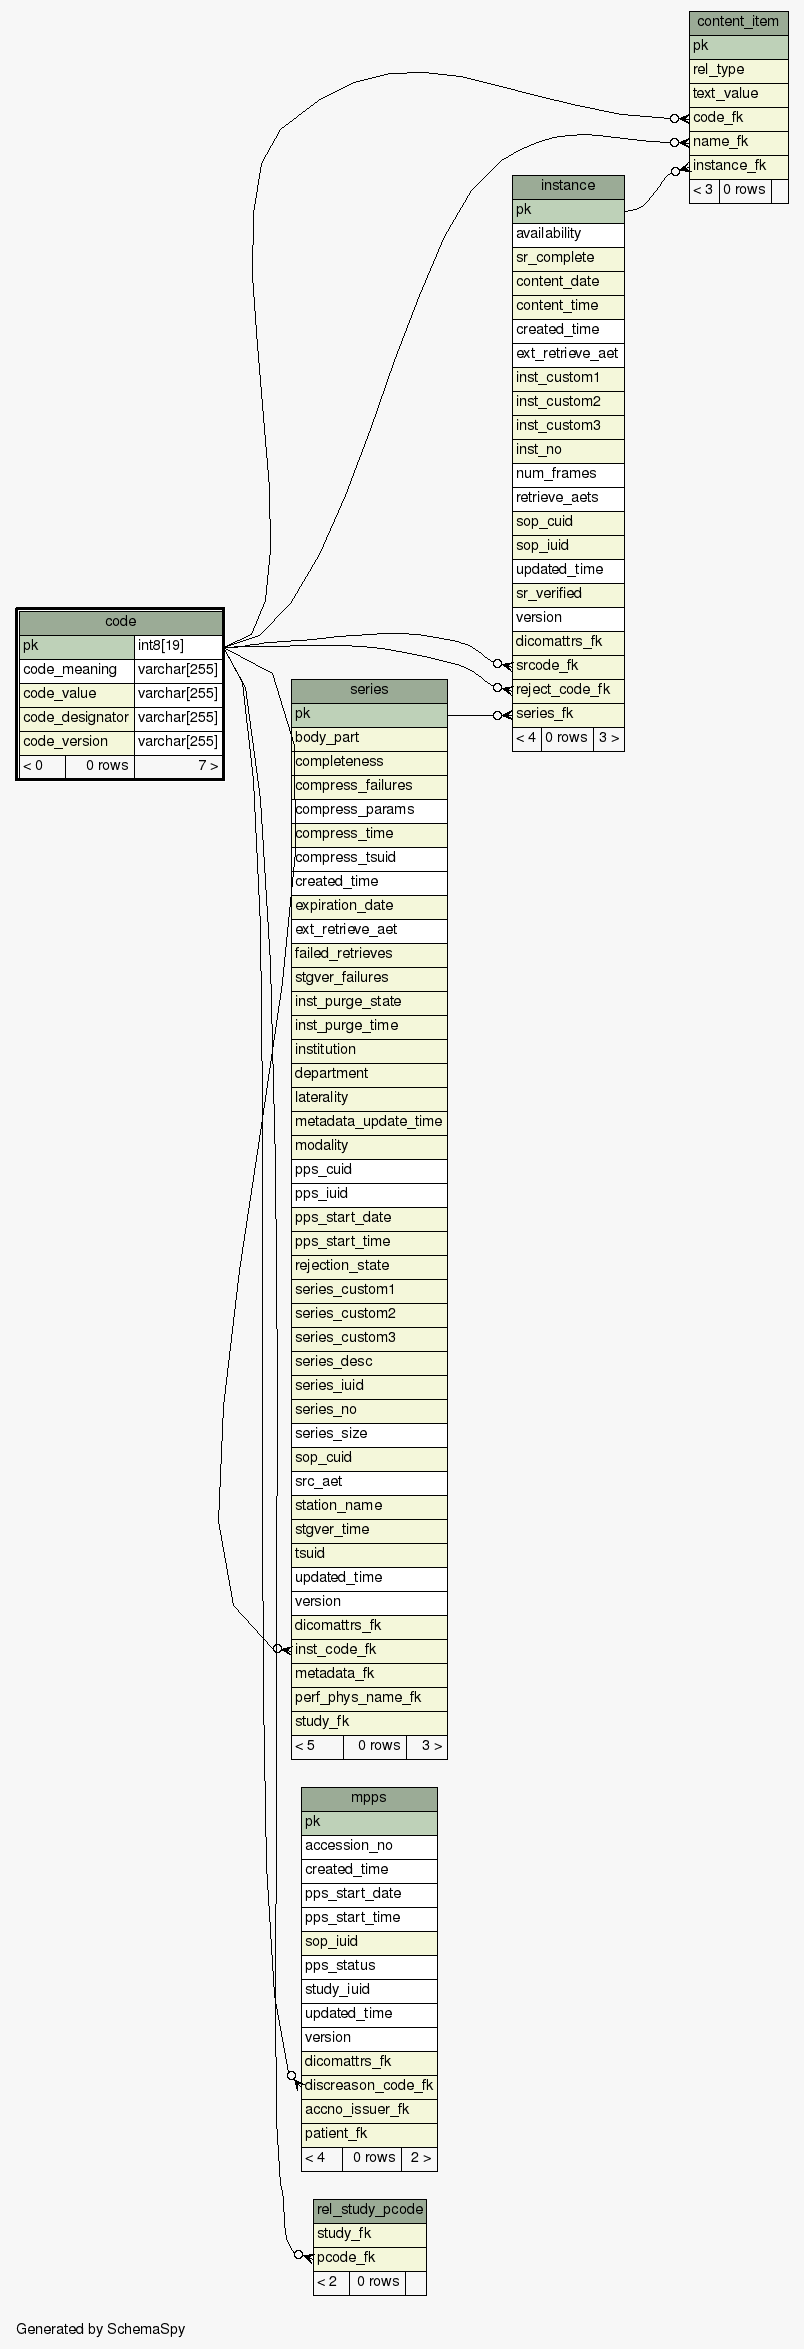 content_item
pk
rel_type
text_value
code_fk
name_fk
instance_fk
< 3 0 rows
instance
pk
availability
sr_complete
content_date
content_time
created_time
ext_retrieve_aet
inst_custom1
inst_custom2
inst_custom3
inst_no
num_frames
retrieve_aets
sop_cuid
sop_iuid
updated_time
sr_verified
version
dicomattrs_fk
srcode_fk
reject_code_fk
series_fk
< 4 0 rows 3 >
code
pk int8[19]
code_meaning varchar[255]
code_value varchar[255]
code_designator varchar[255]
code_version varchar[255]
< 0 0 rows 7 >
series
pk
body_part
completeness
compress_failures
compress_params
compress_time
compress_tsuid
created_time
expiration_date
ext_retrieve_aet
failed_retrieves
stgver_failures
inst_purge_state
inst_purge_time
institution
department
laterality
metadata_update_time
modality
pps_cuid
pps_iuid
pps_start_date
pps_start_time
rejection_state
series_custom1
series_custom2
series_custom3
series_desc
series_iuid
series_no
series_size
sop_cuid
src_aet
station_name
stgver_time
tsuid
updated_time
version
dicomattrs_fk
inst_code_fk
metadata_fk
perf_phys_name_fk
study_fk
< 5 0 rows 3 >
mpps
pk
accession_no
created_time
pps_start_date
pps_start_time
sop_iuid
pps_status
study_iuid
updated_time
version
dicomattrs_fk
discreason_code_fk
accno_issuer_fk
patient_fk
< 4 0 rows 2 >
rel_study_pcode
study_fk
pcode_fk
< 2 0 rows
Generated by SchemaSpy